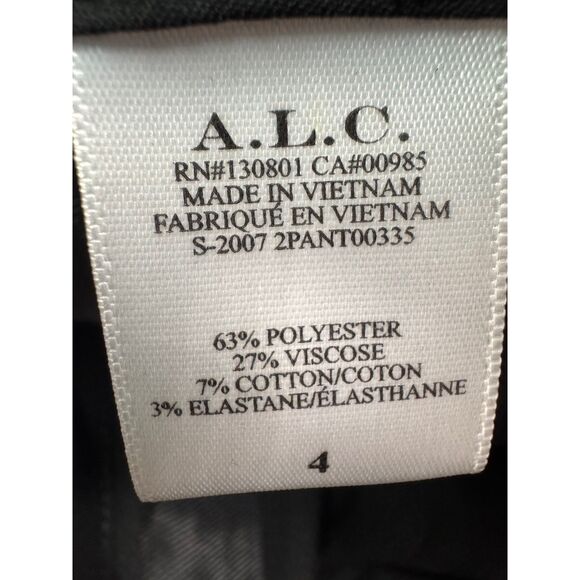 A.L.C.
RN#130801 CA#00985
MADE IN VIETNAM
FABRIQUÉ EN VIETNAM
S-2007 2PANT00335
63% POLYESTER
27% VISCOSE
7% COTTON/COTON
3% ELASTANE/ÉLASTHANNE
4